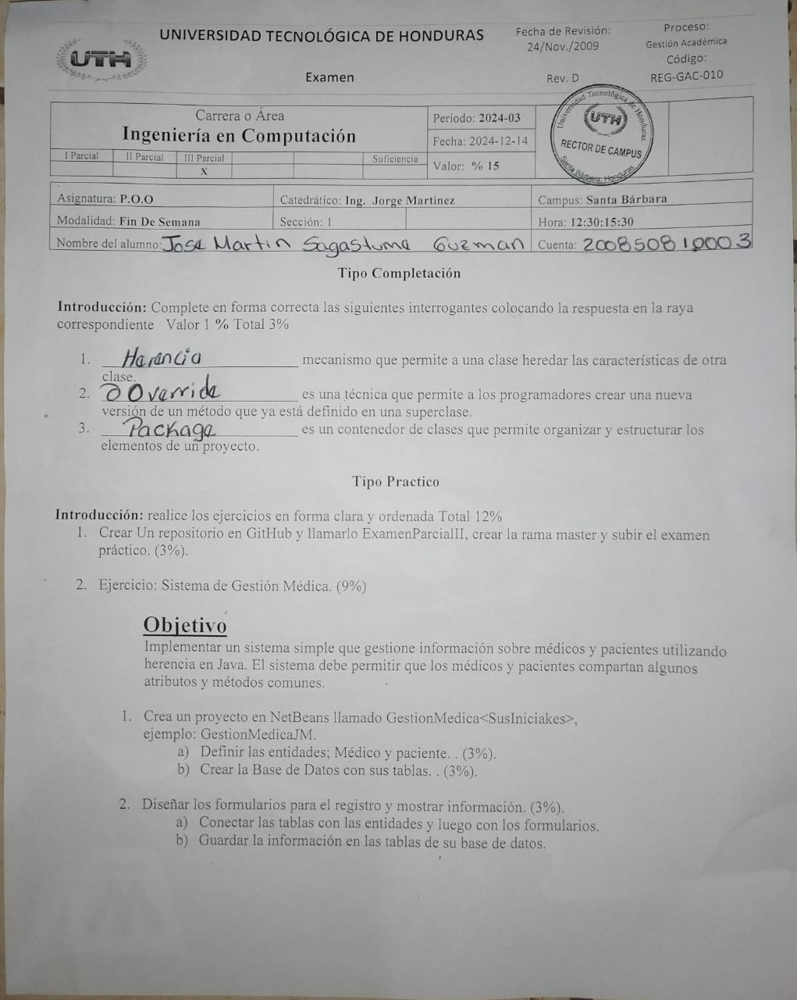 UTH
UNIVERSIDAD TECNOLÓGICA DE HONDURAS
Examen
Fecha de Revisión:
24/Nov./2009
Rev. D
Proceso:
Gestión Académica
Código:
REG-GAC-010
Carrera o Área
Ingeniería en Computación
I Parcial II Parcial III Parcial Suficiencia
X
Periodo: 2024-03
Fecha: 2024-12-14
Valor: % 15
Universidad Tecnológica de Honduras
UTH
RECTOR DE CAMPUS
Santa Bárbara, Honduras
Asignatura: P.O.O Catedrático: Ing. Jorge Martinez Campus: Santa Bárbara
Modalidad: Fin De Semana Sección: 1 Hora: 12:30:15:30
Nombre del alumno: Jose Martin Sagastume Guzman Cuenta: 200850810003
Tipo Completación
Introducción: Complete en forma correcta las siguientes interrogantes colocando la respuesta en la raya
correspondiente Valor 1 % Total 3%
1. Herencia mecanismo que permite a una clase heredar las características de otra
clase.
2. @ Override es una técnica que permite a los programadores crear una nueva
versión de un método que ya está definido en una superclase.
3. Package es un contenedor de clases que permite organizar y estructurar los
elementos de un proyecto.
Tipo Practico
Introducción: realice los ejercicios en forma clara y ordenada Total 12%
1. Crear Un repositorio en GitHub y llamarlo ExamenParcialII, crear la rama master y subir el examen
práctico. (3%).
2. Ejercicio: Sistema de Gestión Médica. (9%)
Objetivo
Implementar un sistema simple que gestione información sobre médicos y pacientes utilizando
herencia en Java. El sistema debe permitir que los médicos y pacientes compartan algunos
atributos y métodos comunes.
1. Crea un proyecto en NetBeans llamado GestionMedica<SusIniciakes>,
ejemplo: GestionMedicaJM.
a) Definir las entidades; Médico y paciente. . (3%).
b) Crear la Base de Datos con sus tablas. . (3%).
2. Diseñar los formularios para el registro y mostrar información. (3%).
a) Conectar las tablas con las entidades y luego con los formularios.
b) Guardar la información en las tablas de su base de datos.